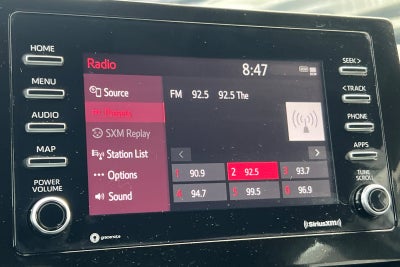 HOME
MENU
AUDIO
MAP
POWER
VOLUME
Radio
8:47
Source
Presets
SXM Replay
Station List
Options
Sound
FM 92.5 92.5 The
1 90.9
2 92.5
3 93.7
4 94.7
5 99.5
6 96.9
SEEK >
< TRACK
PHONE
APPS
TUNE
SCROLL
gracenote
((SiriusXM))